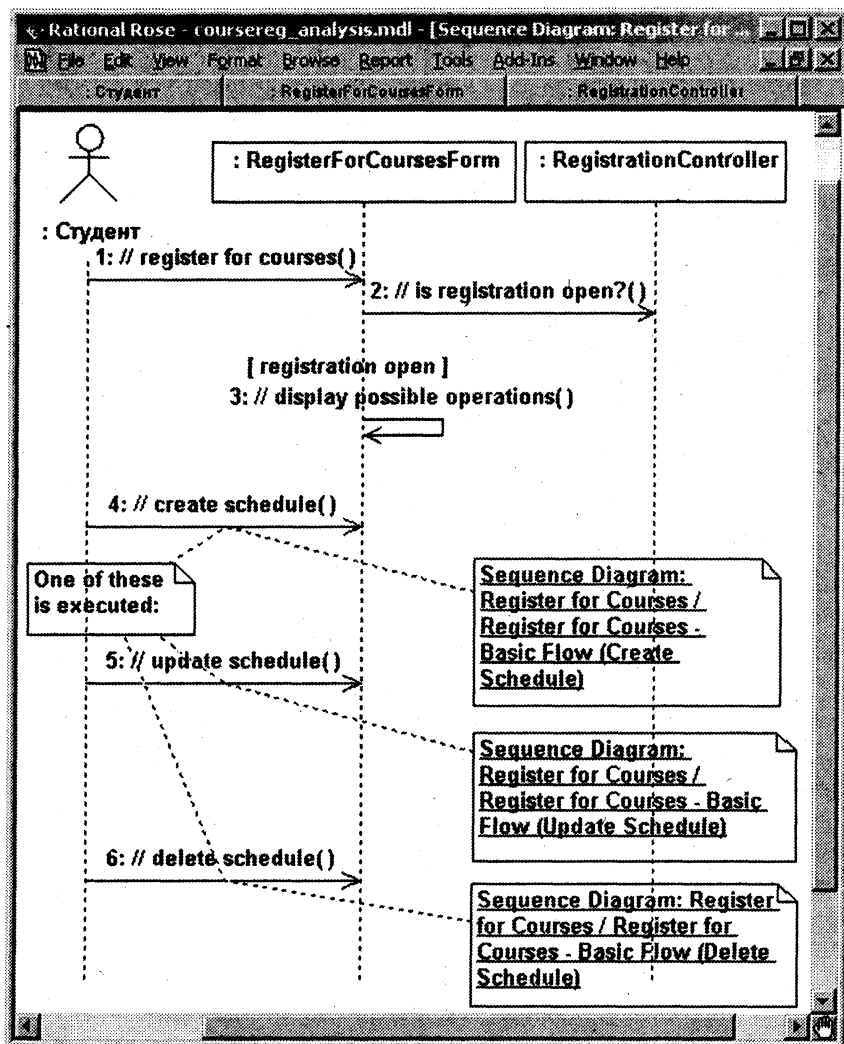 Rational Rose - coursereg_analysis.mdl - [Sequence Diagram: Register for ...
File Edit View Format Browse Report Tools Add-Ins Window Help
: Студент : RegisterForCoursesForm : RegistrationController
: RegisterForCoursesForm : RegistrationController
: Студент
1: // register for courses( )
2: // is registration open?( )
[ registration open ]
3: // display possible operations( )
4: // create schedule( )
One of these
is executed:
Sequence Diagram:
Register for Courses /
Register for Courses -
Basic Flow (Create
Schedule)
5: // update schedule( )
Sequence Diagram:
Register for Courses /
Register for Courses - Basic
Flow (Update Schedule)
6: // delete schedule( )
Sequence Diagram: Register
for Courses / Register for
Courses - Basic Flow (Delete
Schedule)